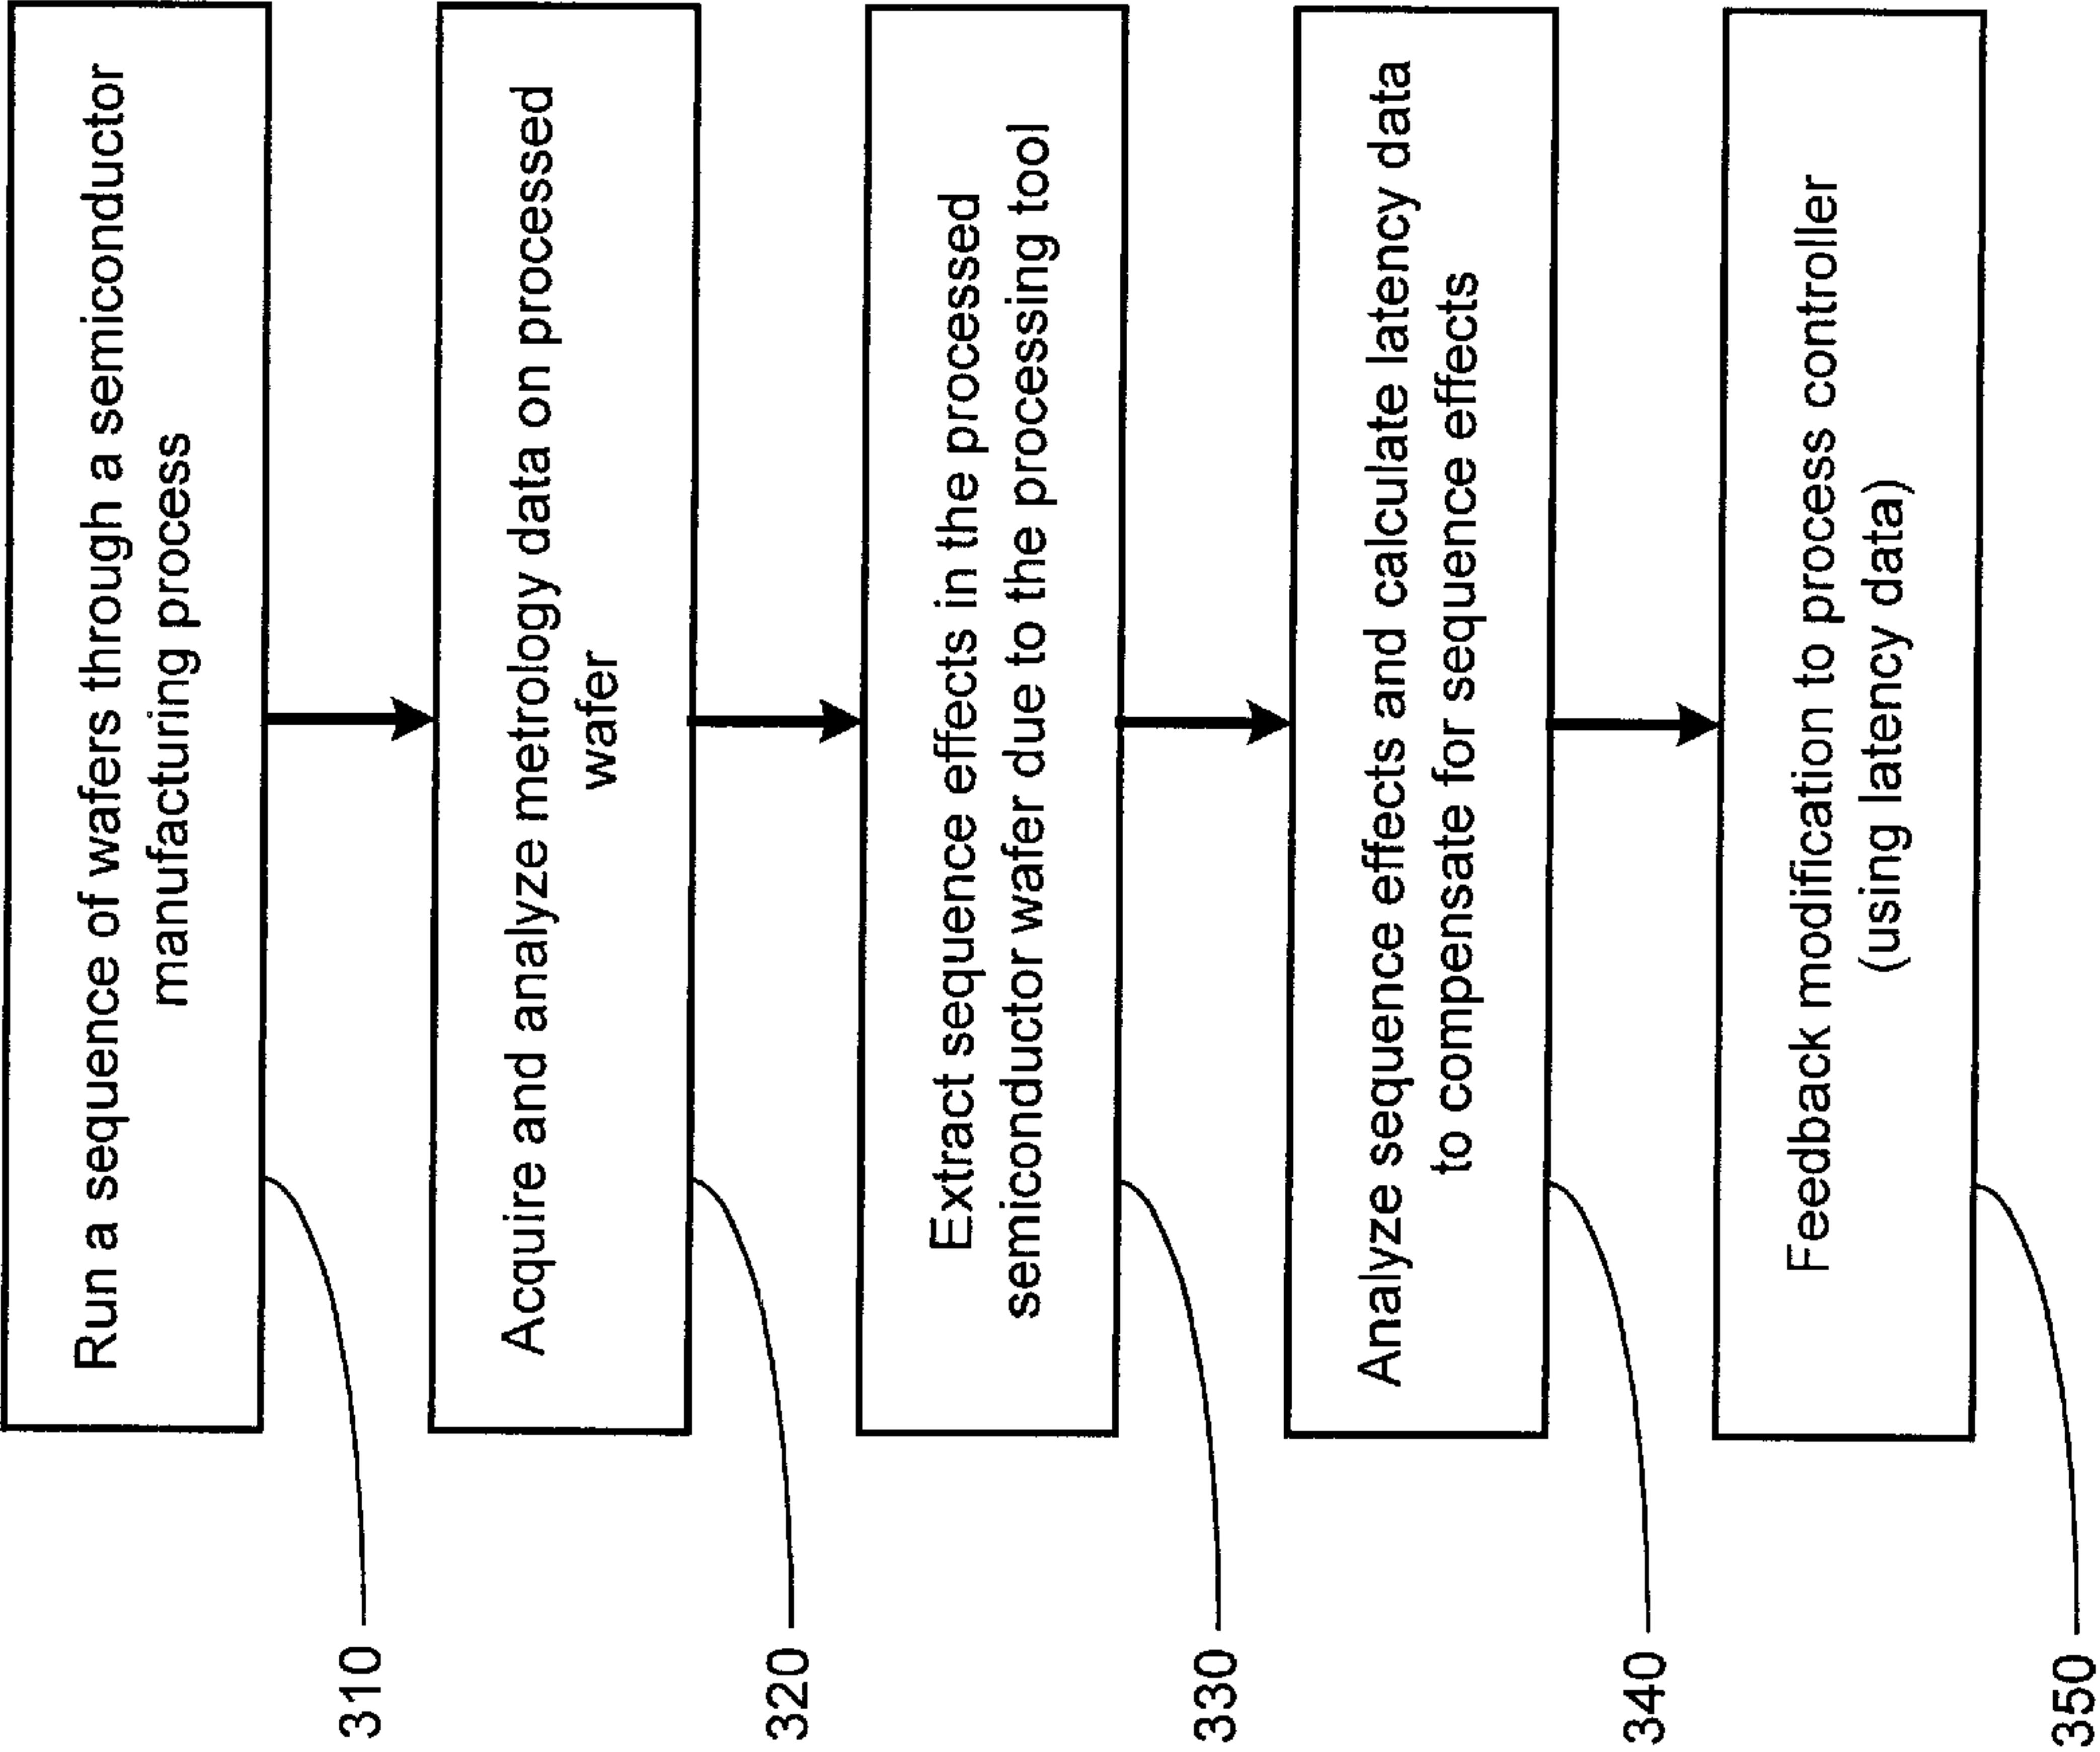 Run a sequence of wafers through a semiconductor
manufacturing process
310
Acquire and analyze metrology data on processed
wafer
320
Extract sequence effects in the processed
semiconductor wafer due to the processing tool
330
Analyze sequence effects and calculate latency data
to compensate for sequence effects
340
Feedback modification to process controller
(using latency data)
350